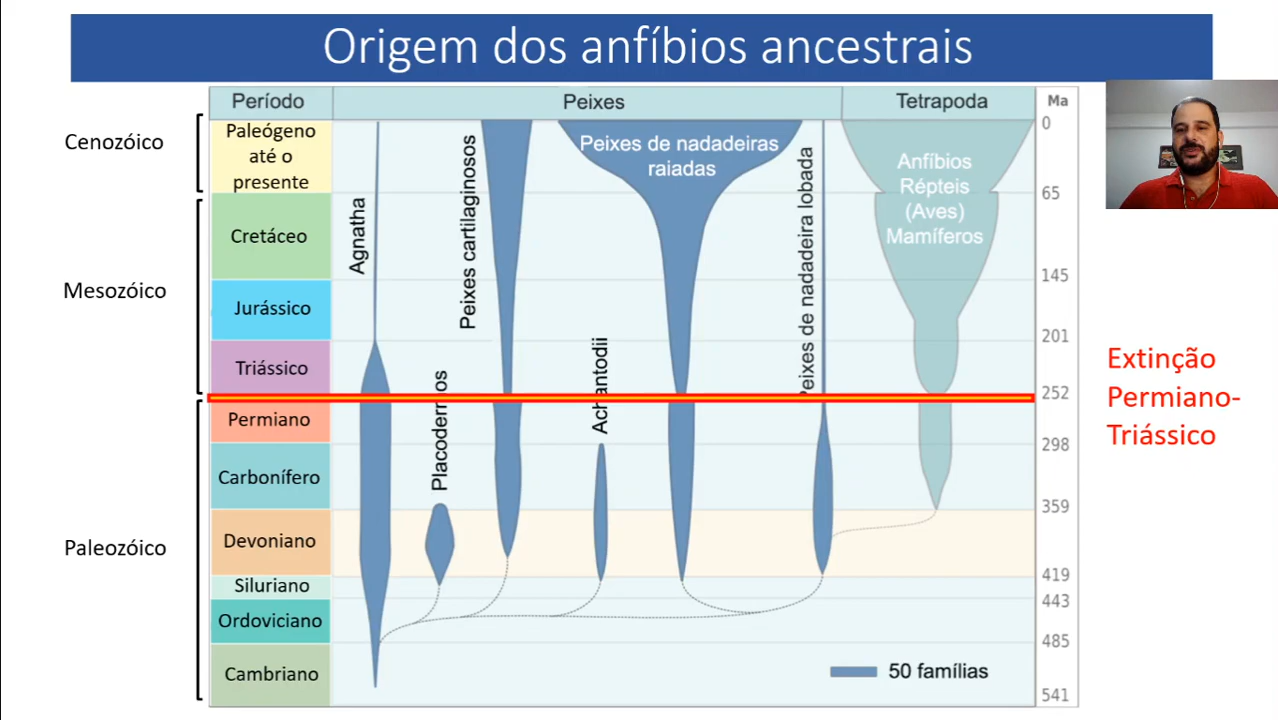 Origem dos anfíbios ancestrais
Período
Peixes
Tetrapoda
Ma
Cenozóico
Mesozóico
Paleozóico
Paleógeno
até o
presente
Cretáceo
Jurássico
Triássico
Permiano
Carbonífero
Devoniano
Siluriano
Ordoviciano
Cambriano
Agnatha
Placodermos
Peixes cartilaginosos
Achantodii
Peixes de nadadeiras
raiadas
Peixes de nadadeira lobada
Anfíbios
Répteis
(Aves)
Mamíferos
0
65
145
201
252
298
359
419
443
485
541
50 famílias
Extinção
Permiano-
Triássico